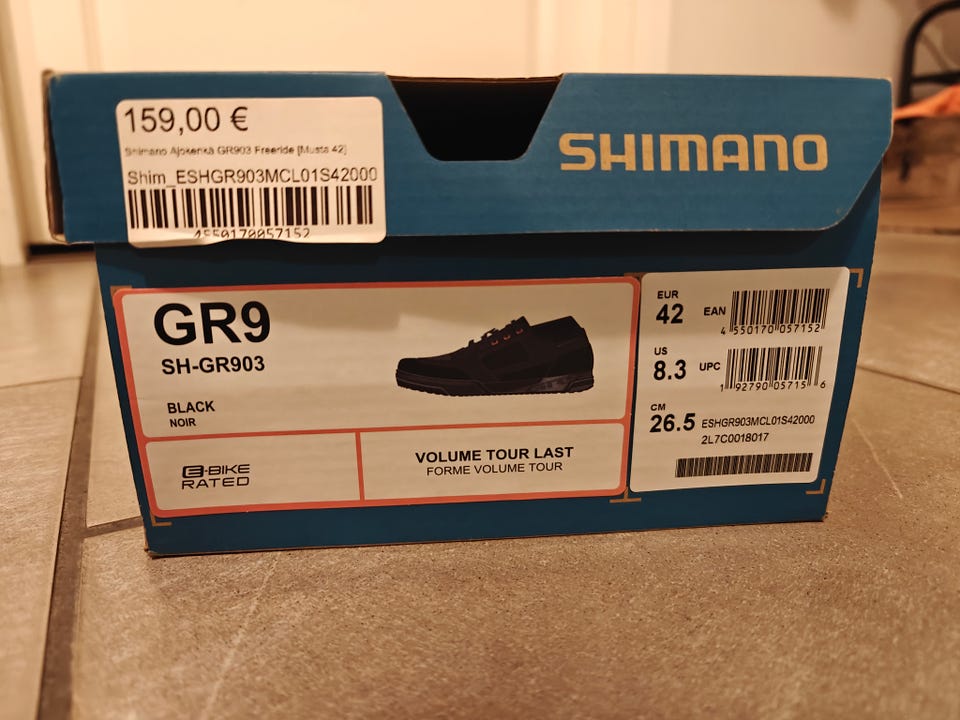 159,00 €
Shimano Ajokenkä GR903 Freeride [Musta 42]
Shim_ESHGR903MCL01S42000
4550170057152
SHIMANO
GR9
SH-GR903
BLACK
NOIR
E-BIKE
RATED
VOLUME TOUR LAST
FORME VOLUME TOUR
EUR
42
EAN
4 550170 057152
US
8.3
UPC
1 92790 05715 6
CM
26.5
ESHGR903MCL01S42000
2L7C0018017